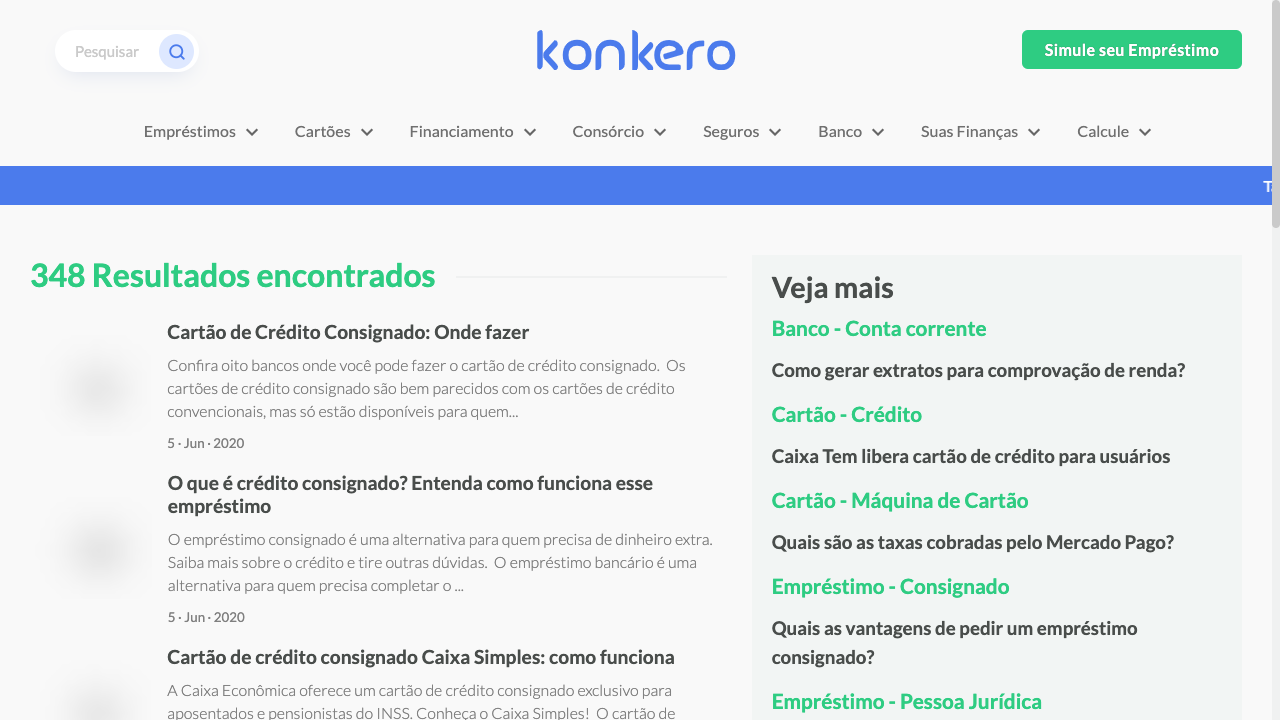 Pesquisar
konkero
Simule seu Empréstimo
Empréstimos
Cartões
Financiamento
Consórcio
Seguros
Banco
Suas Finanças
Calcule
348 Resultados encontrados
Cartão de Crédito Consignado: Onde fazer
Confira oito bancos onde você pode fazer o cartão de crédito consignado.  Os
cartões de crédito consignado são bem parecidos com os cartões de crédito
convencionais, mas só estão disponíveis para quem...
5 · Jun · 2020
O que é crédito consignado? Entenda como funciona esse
empréstimo
O empréstimo consignado é uma alternativa para quem precisa de dinheiro extra.
Saiba mais sobre o crédito e tire outras dúvidas.  O empréstimo bancário é uma
alternativa para quem precisa completar o ...
5 · Jun · 2020
Cartão de crédito consignado Caixa Simples: como funciona
A Caixa Econômica oferece um cartão de crédito consignado exclusivo para
aposentados e pensionistas do INSS. Conheça o Caixa Simples!  O cartão de
Veja mais
Banco - Conta corrente
Como gerar extratos para comprovação de renda?
Cartão - Crédito
Caixa Tem libera cartão de crédito para usuários
Cartão - Máquina de Cartão
Quais são as taxas cobradas pelo Mercado Pago?
Empréstimo - Consignado
Quais as vantagens de pedir um empréstimo
consignado?
Empréstimo - Pessoa Jurídica